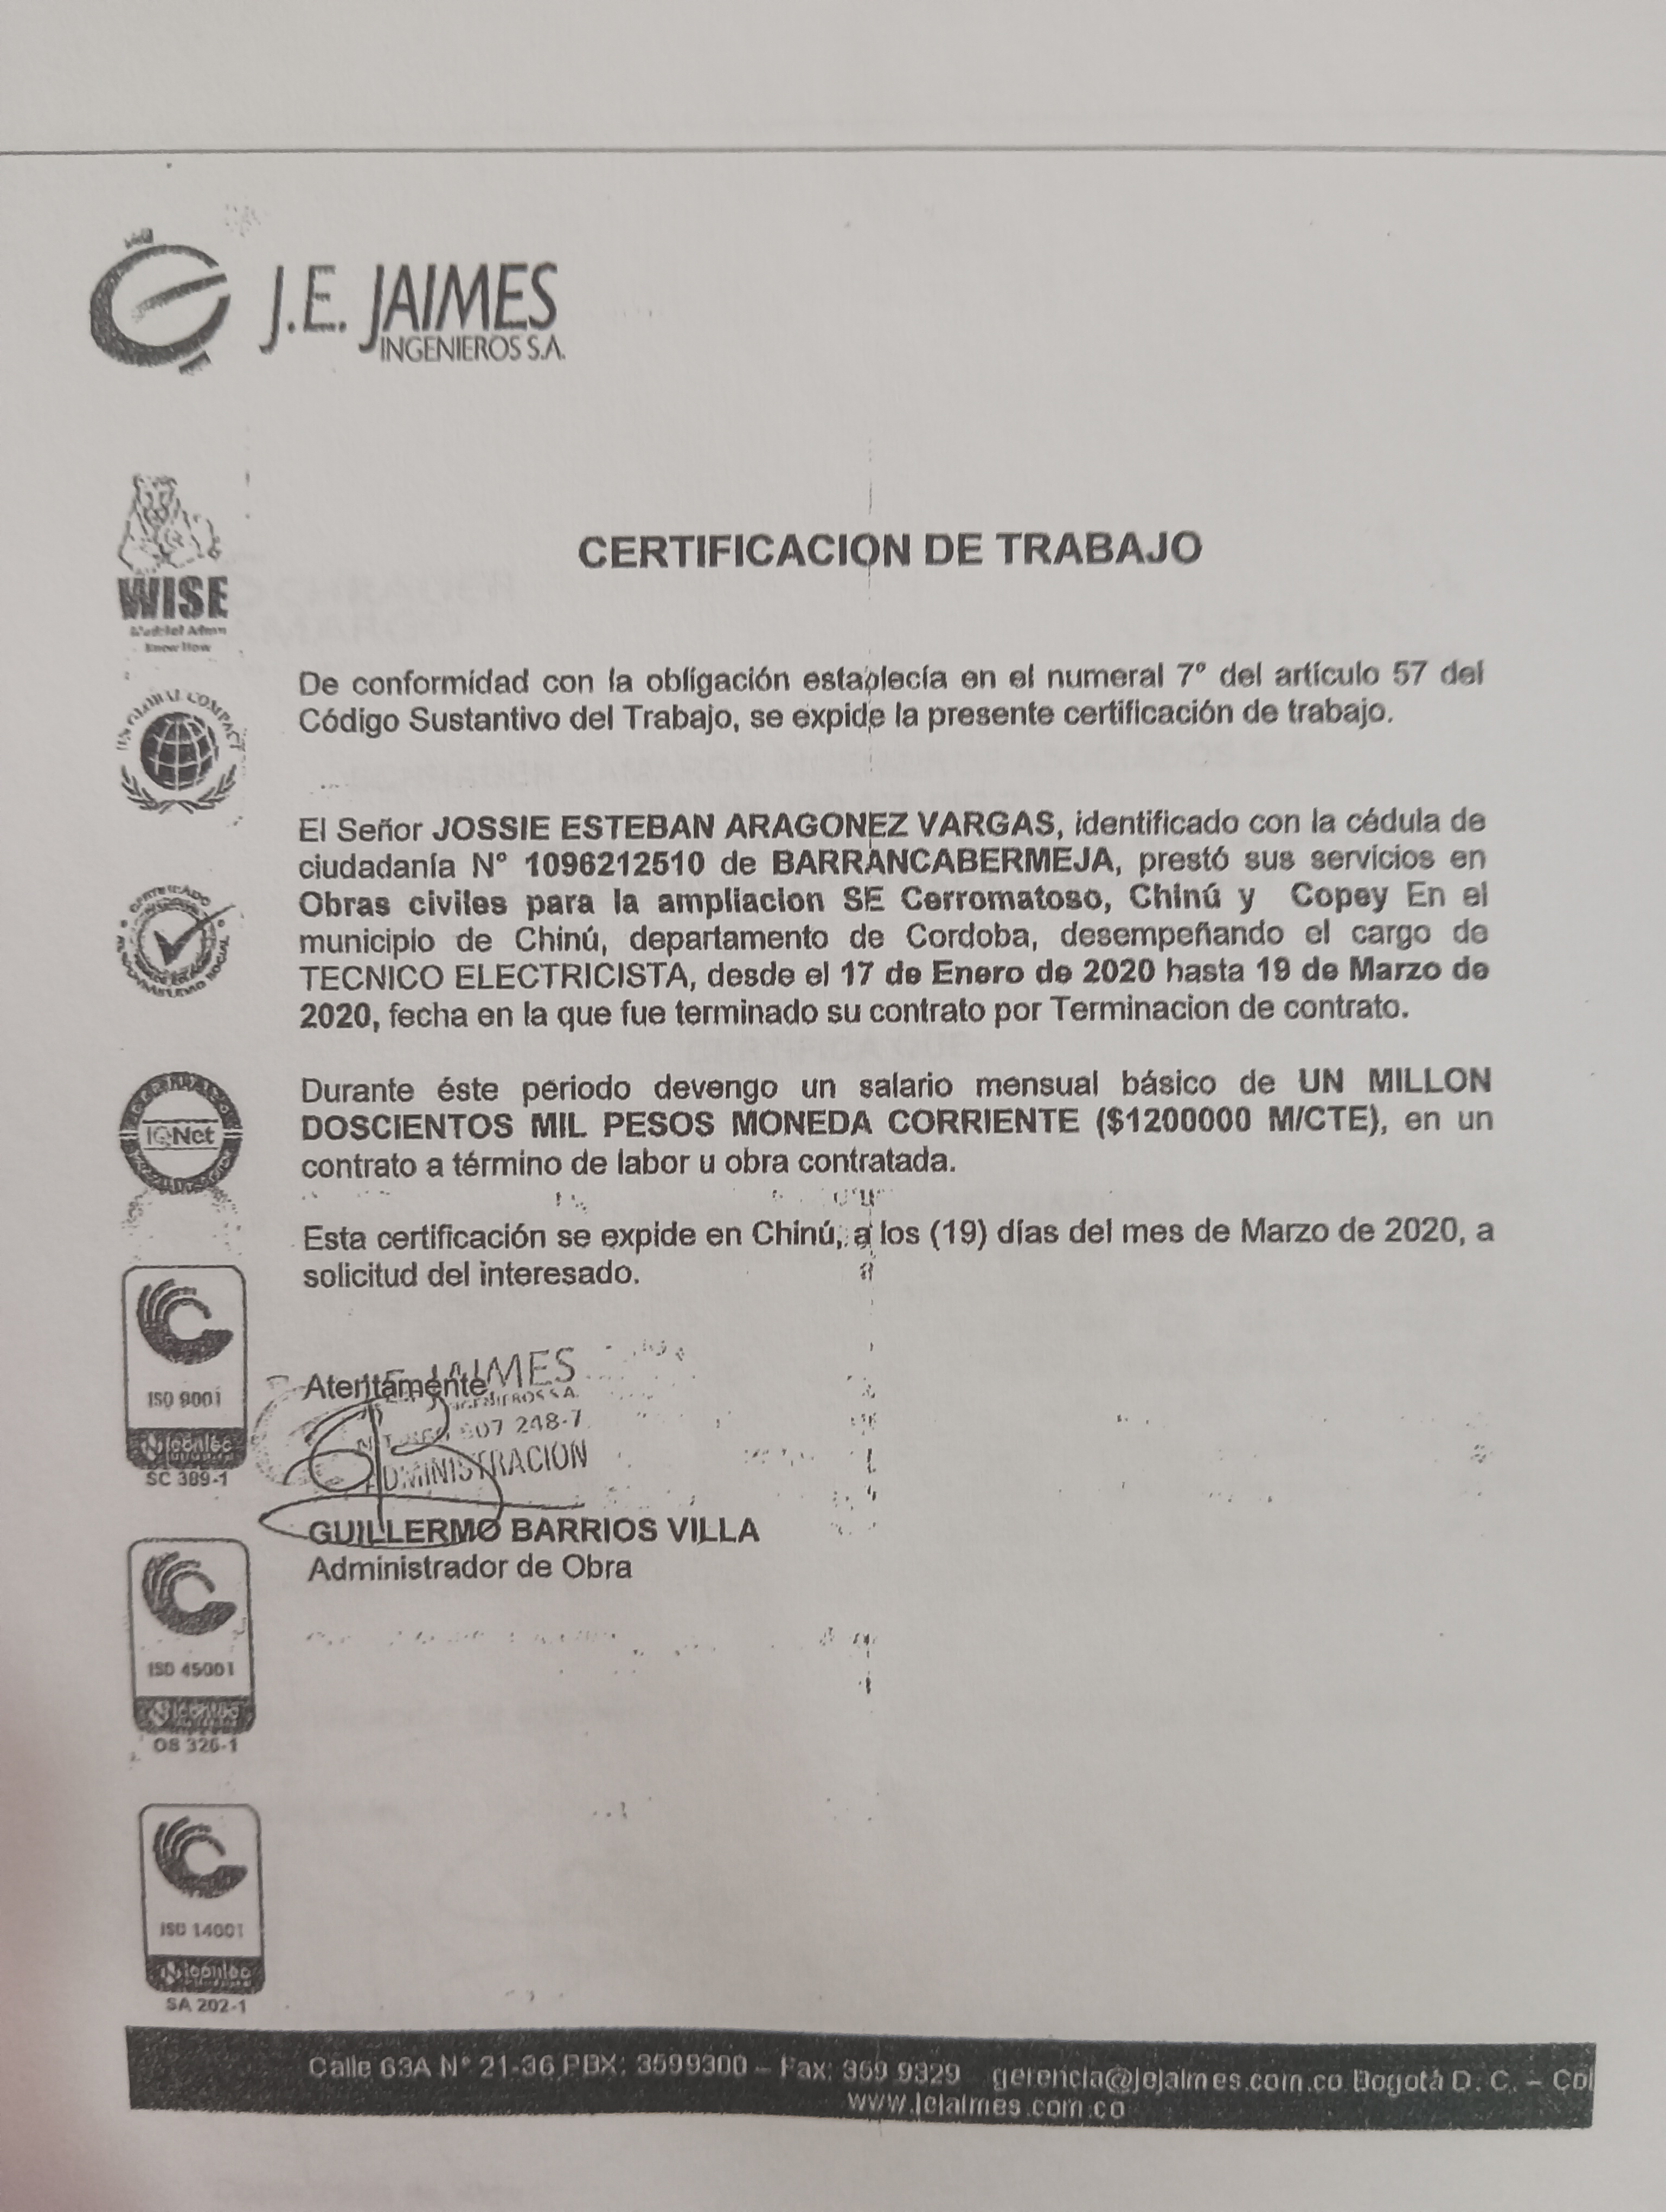 J.E. JAIMES
INGENIEROS S.A.
WISE
Know How
CERTIFICACION DE TRABAJO
De conformidad con la obligación establecía en el numeral 7º del artículo 57 del
Código Sustantivo del Trabajo, se expide la presente certificación de trabajo.
El Señor JOSSIE ESTEBAN ARAGONEZ VARGAS, identificado con la cédula de
ciudadanía Nº 1096212510 de BARRANCABERMEJA, prestó sus servicios en
Obras civiles para la ampliacion SE Cerromatoso, Chinú y Copey En el
municipio de Chinú, departamento de Cordoba, desempeñando el cargo de
TECNICO ELECTRICISTA, desde el 17 de Enero de 2020 hasta 19 de Marzo de
2020, fecha en la que fue terminado su contrato por Terminacion de contrato.
IQNet
Durante éste periodo devengo un salario mensual básico de UN MILLON
DOSCIENTOS MIL PESOS MONEDA CORRIENTE ($1200000 M/CTE), en un
contrato a término de labor u obra contratada.
Esta certificación se expide en Chinú, a los (19) días del mes de Marzo de 2020, a
solicitud del interesado.
ISO 9001
icontec
SC 389-1
Atentamente
JAIMES
INGENIEROS S.A.
907 248-7
ADMINISTRACION
GUILLERMO BARRIOS VILLA
Administrador de Obra
ISO 45001
icontec
OS 326-1
ISO 14001
icontec
SA 202-1
Calle 63A Nº 21-36 PBX: 3599300 – Fax: 359 9329 gerencia@jejaimes.com.co Bogotá D. C. – Col
www.jejaimes.com.co